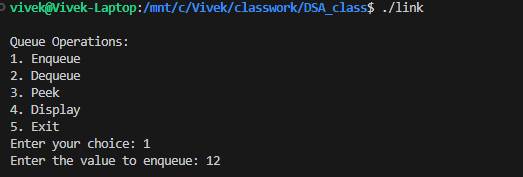 vivek@Vivek-Laptop:/mnt/c/Vivek/classwork/DSA_class$ ./link
Queue Operations:
1. Enqueue
2. Dequeue
3. Peek
4. Display
5. Exit
Enter your choice: 1
Enter the value to enqueue: 12